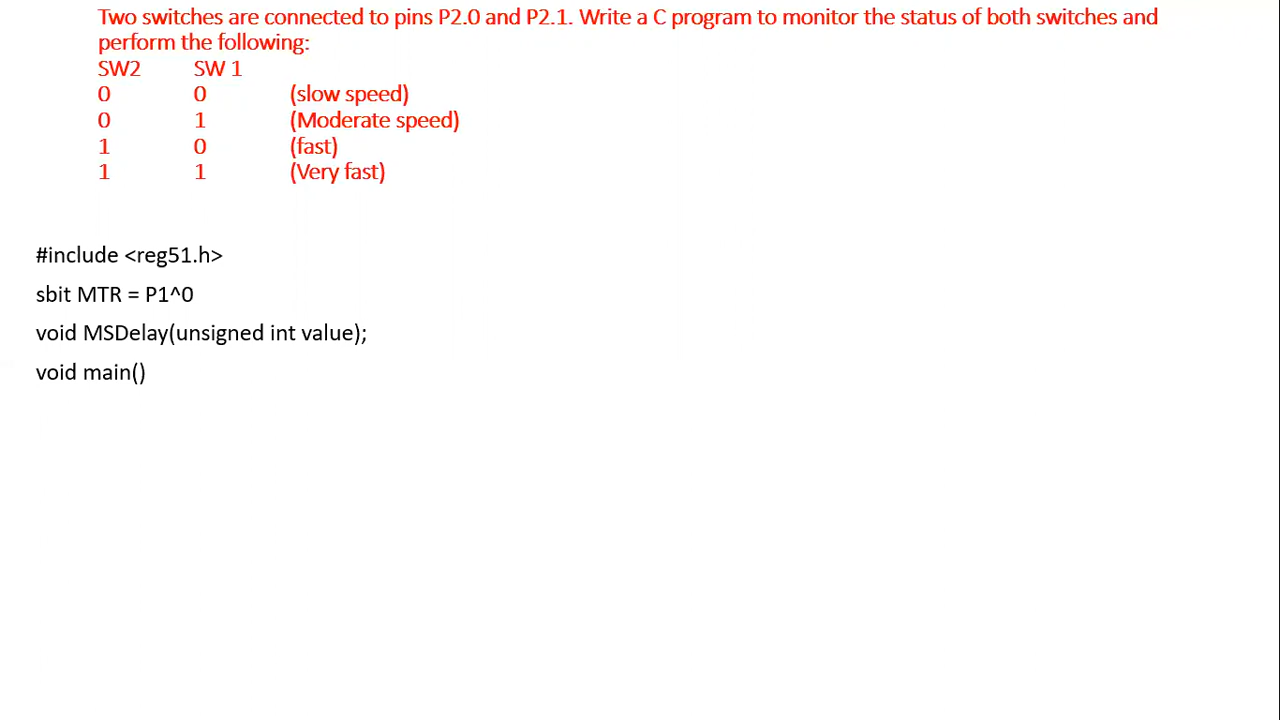 Two switches are connected to pins P2.0 and P2.1. Write a C program to monitor the status of both switches and
perform the following:
SW2 SW 1
0 0 (slow speed)
0 1 (Moderate speed)
1 0 (fast)
1 1 (Very fast)
#include <reg51.h>
sbit MTR = P1^0
void MSDelay(unsigned int value);
void main()